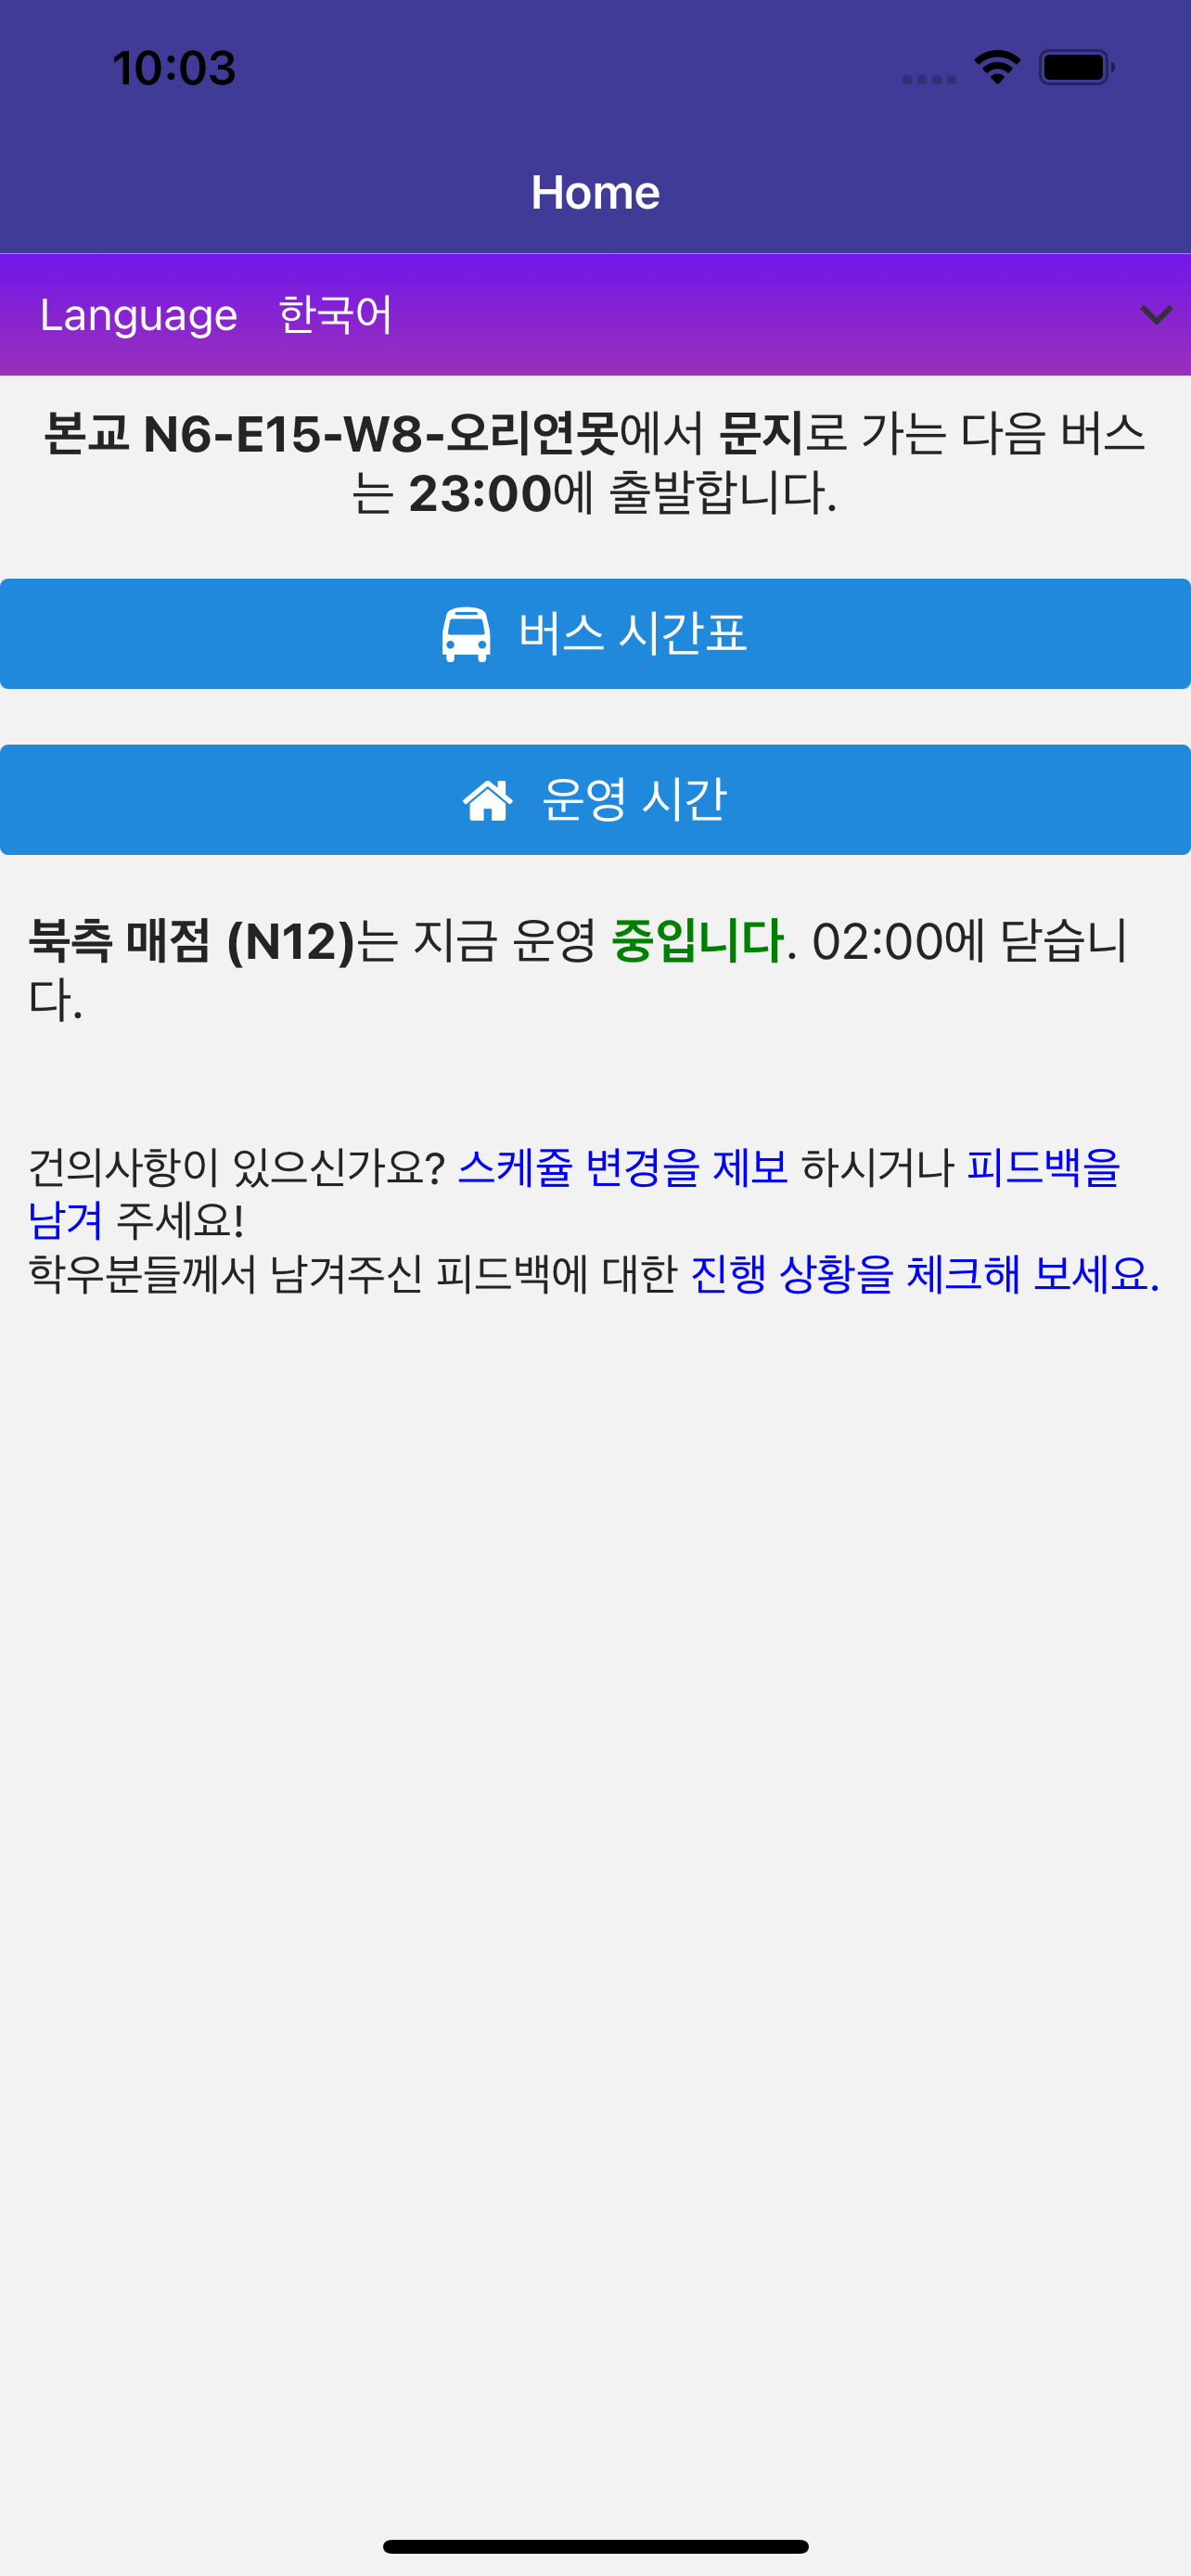 10:03
Home
Language 한국어
본교 N6-E15-W8-오리연못에서 문지로 가는 다음 버스
는 23:00에 출발합니다.
버스 시간표
운영 시간
북측 매점 (N12)는 지금 운영 중입니다. 02:00에 닫습니
다.
건의사항이 있으신가요? 스케쥴 변경을 제보 하시거나 피드백을
남겨 주세요!
학우분들께서 남겨주신 피드백에 대한 진행 상황을 체크해 보세요.